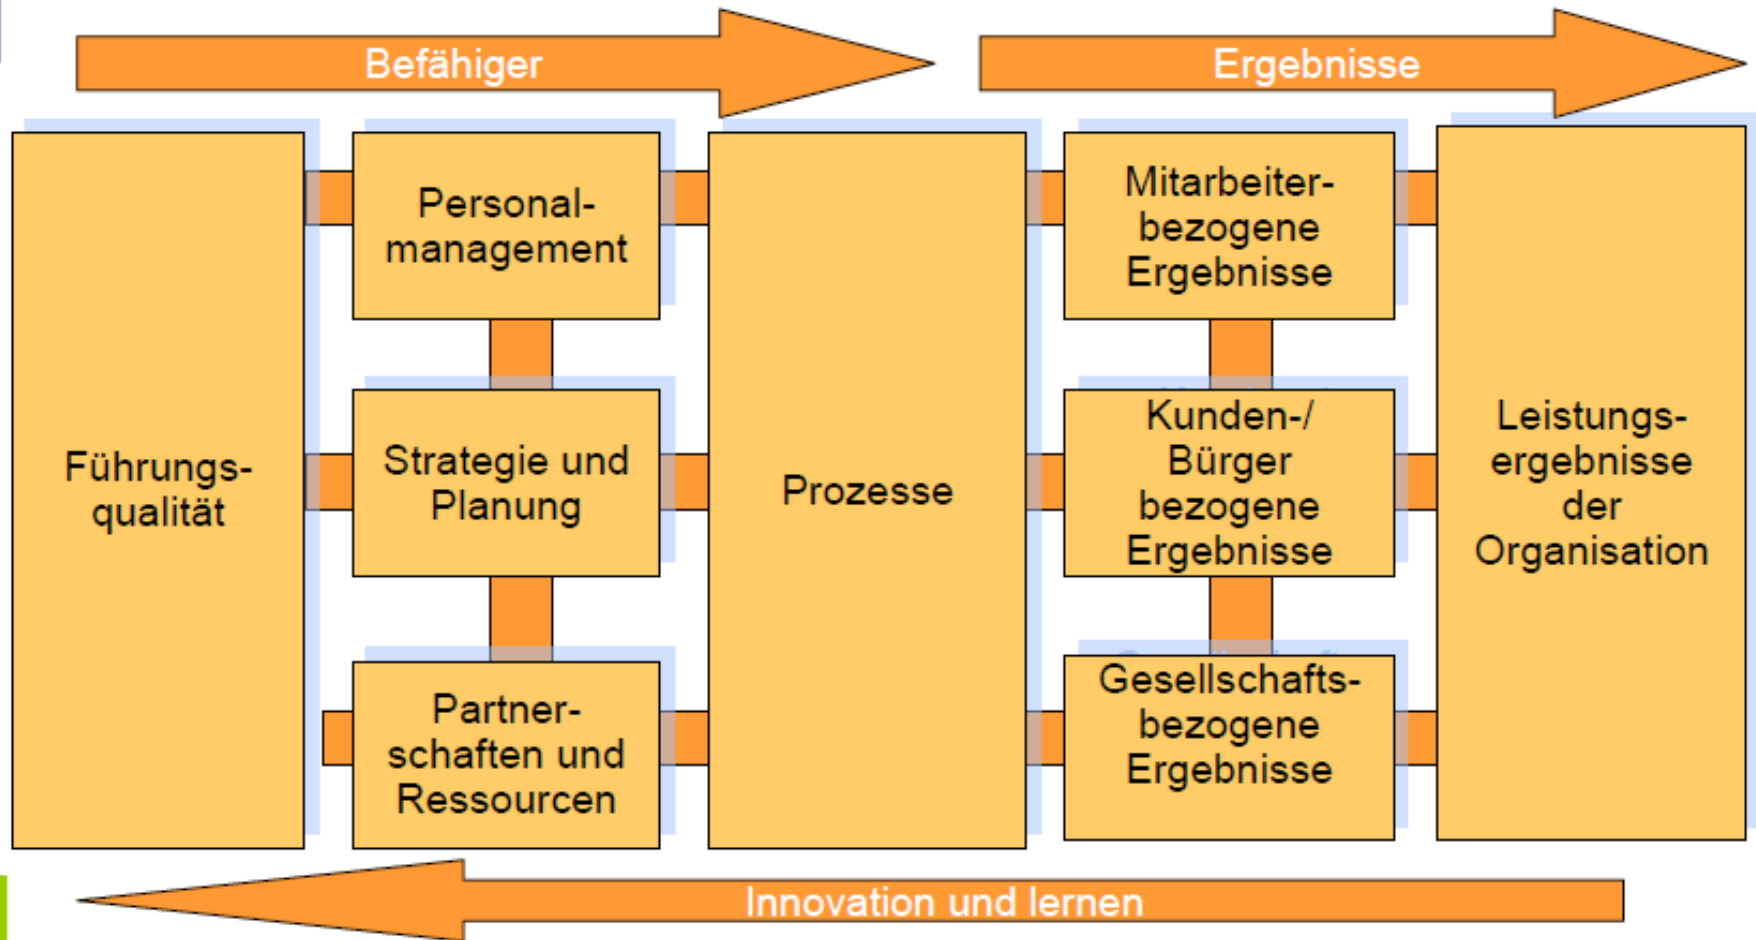 Befähiger
Ergebnisse
Führungs-
qualität
Personal-
management
Strategie und
Planung
Partner-
schaften und
Ressourcen
Prozesse
Mitarbeiter-
bezogene
Ergebnisse
Kunden-/
Bürger
bezogene
Ergebnisse
Gesellschafts-
bezogene
Ergebnisse
Leistungs-
ergebnisse
der
Organisation
Innovation und lernen